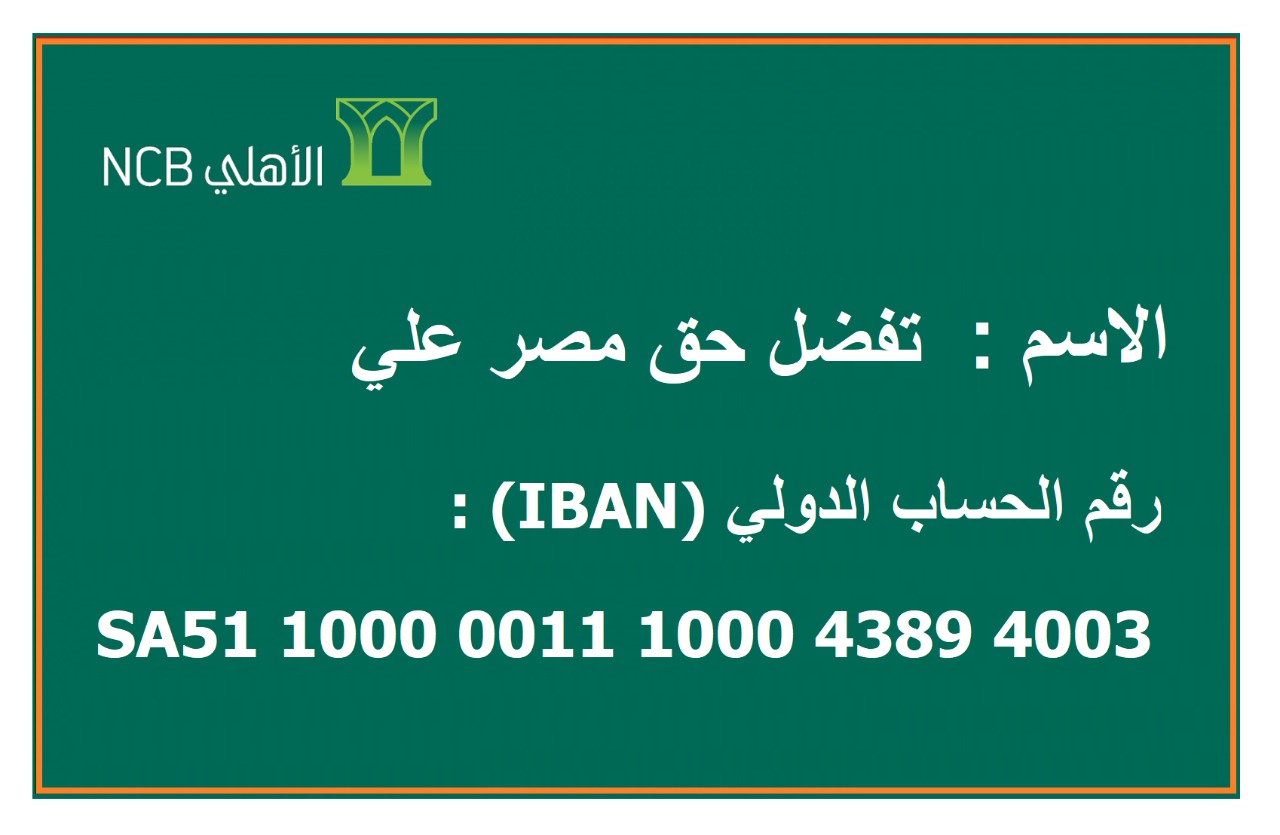 الأهلي NCB
الاسم : تفضل حق مصر علي
رقم الحساب الدولي (IBAN) :
SA51 1000 0011 1000 4389 4003